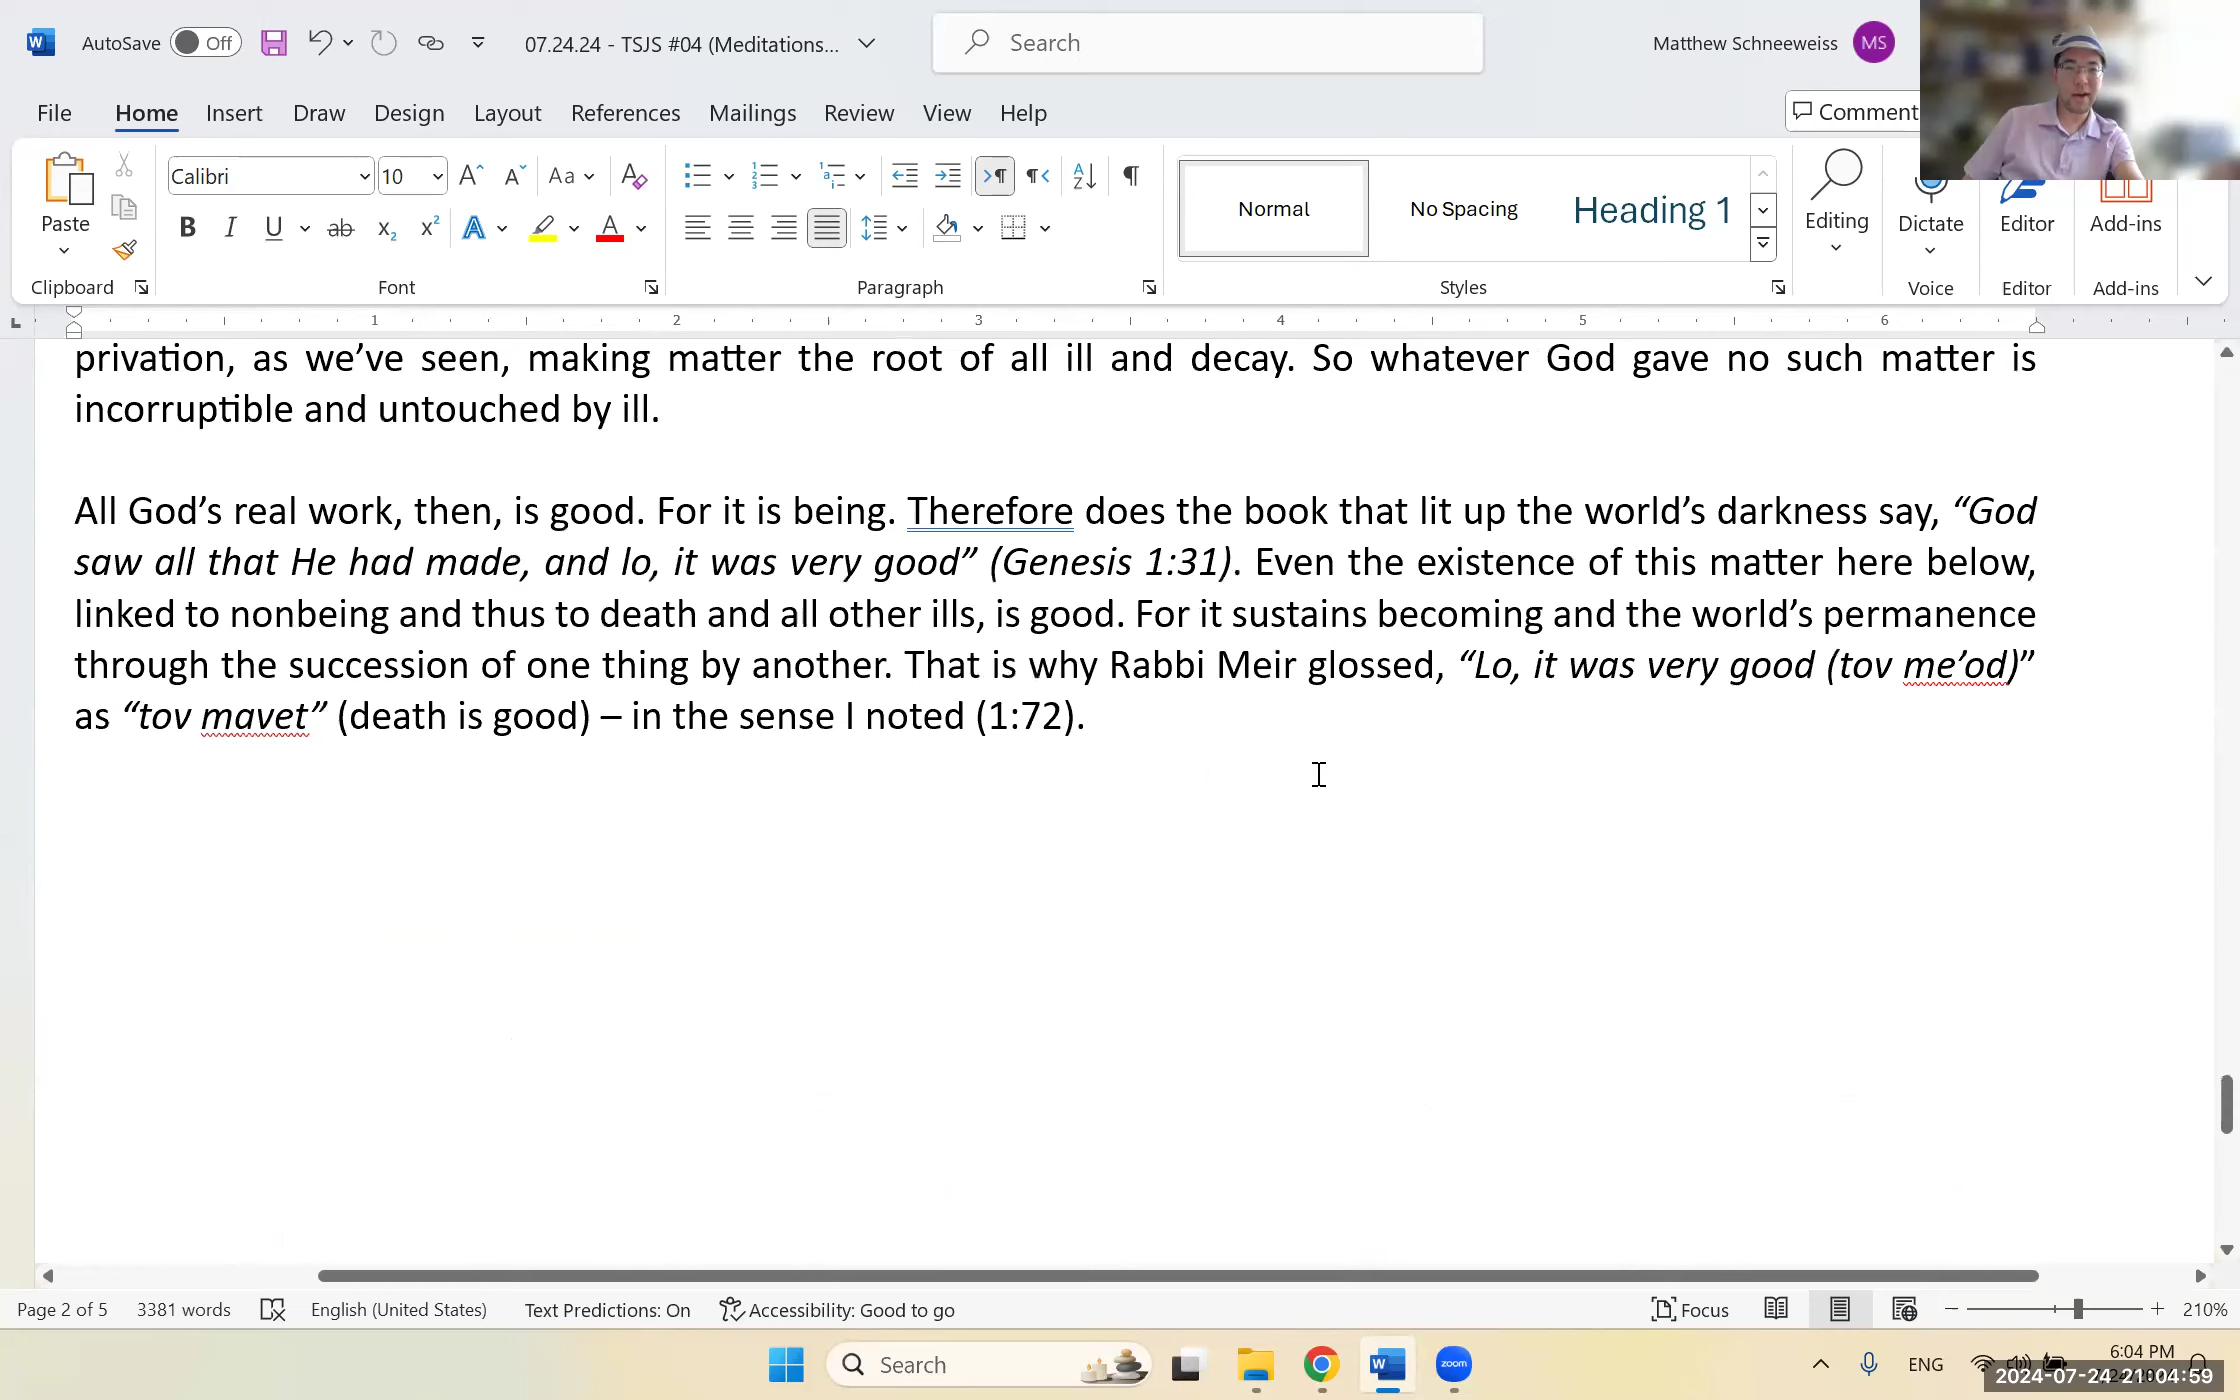 AutoSave Off 07.24.24 - TSJS #04 (Meditations... Search Matthew Schneeweiss MS
File Home Insert Draw Design Layout References Mailings Review View Help Comment
Paste Calibri 10 Aa Normal No Spacing Heading 1 Editing Dictate Editor Add-ins
Clipboard Font Paragraph Styles Voice Editor Add-ins
1 2 3 4 5 6
privation, as we’ve seen, making matter the root of all ill and decay. So whatever God gave no such matter is
incorruptible and untouched by ill.
All God’s real work, then, is good. For it is being. Therefore does the book that lit up the world’s darkness say, “God
saw all that He had made, and lo, it was very good” (Genesis 1:31). Even the existence of this matter here below,
linked to nonbeing and thus to death and all other ills, is good. For it sustains becoming and the world’s permanence
through the succession of one thing by another. That is why Rabbi Meir glossed, “Lo, it was very good (tov me’od)”
as “tov mavet” (death is good) – in the sense I noted (1:72).
Page 2 of 5 3381 words English (United States) Text Predictions: On Accessibility: Good to go Focus 210%
Search zoom ENG 6:04 PM
2024-07-24 21:04:59